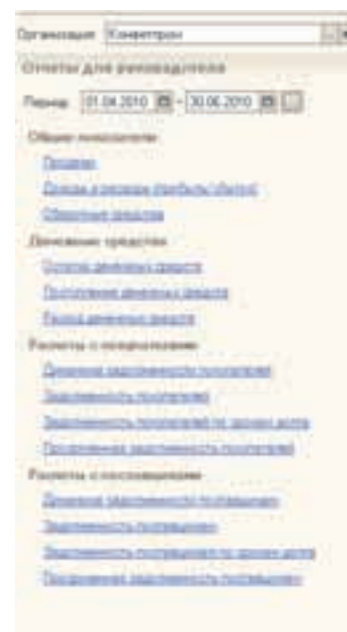 Организация: Конвентрон
Отчеты для руководителя
Период: 01.04.2010 - 30.06.2010
Общие показатели
Продажи
Доходы и расходы (прибыль/убыток)
Оборотные средства
Денежные средства
Остатки денежных средств
Поступления денежных средств
Расход денежных средств
Расчеты с покупателями
Динамика задолженности покупателей
Задолженность покупателей
Задолженность покупателей по срокам долга
Просроченная задолженность покупателей
Расчеты с поставщиками
Динамика задолженности поставщикам
Задолженность поставщикам
Задолженность поставщикам по срокам долга
Просроченная задолженность поставщикам